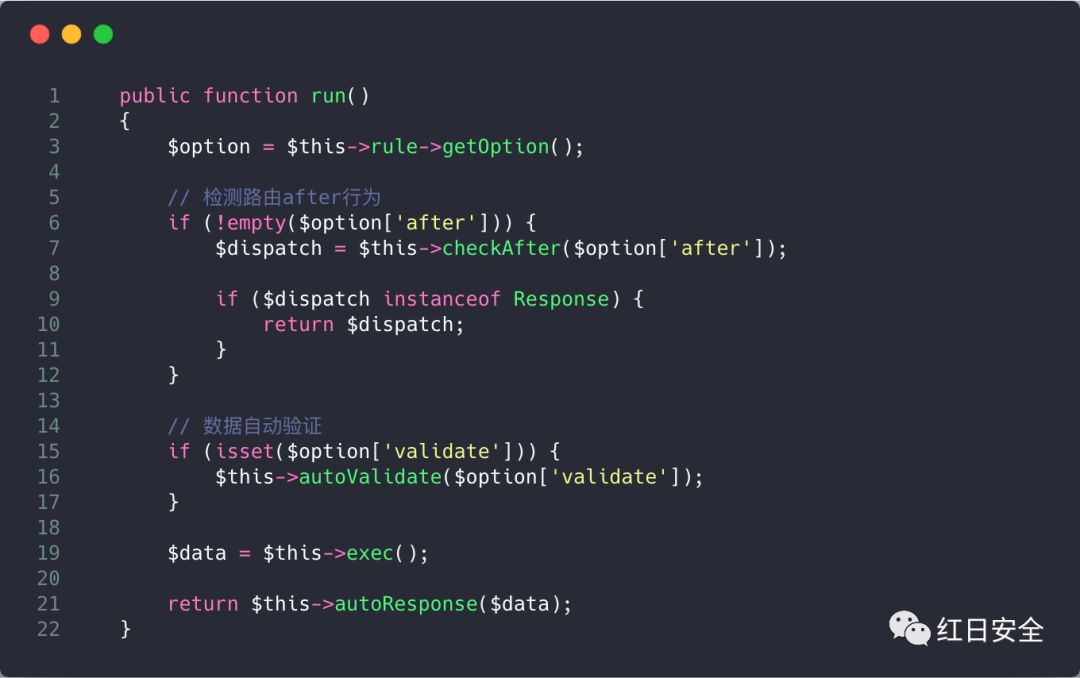 1 public function run()
2 {
3 $option = $this->rule->getOption();
4
5 // 检测路由after行为
6 if (!empty($option['after'])) {
7 $dispatch = $this->checkAfter($option['after']);
8
9 if ($dispatch instanceof Response) {
10 return $dispatch;
11 }
12 }
13
14 // 数据自动验证
15 if (isset($option['validate'])) {
16 $this->autoValidate($option['validate']);
17 }
18
19 $data = $this->exec();
20
21 return $this->autoResponse($data);
22 }
红日安全